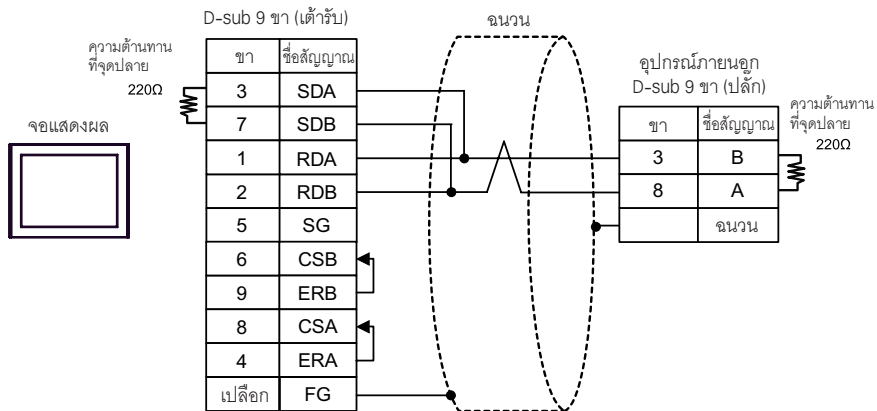 D-sub 9 ขา (เต้ารับ)
ฉนวน
ความต้านทาน
ที่จุดปลาย
220Ω
ขา ชื่อสัญญาณ
3 SDA
7 SDB
1 RDA
2 RDB
5 SG
6 CSB
9 ERB
8 CSA
4 ERA
เปลือก FG
จอแสดงผล
อุปกรณ์ภายนอก
D-sub 9 ขา (ปลั๊ก)
ขา ชื่อสัญญาณ
3 B
8 A
ฉนวน
ความต้านทาน
ที่จุดปลาย
220Ω